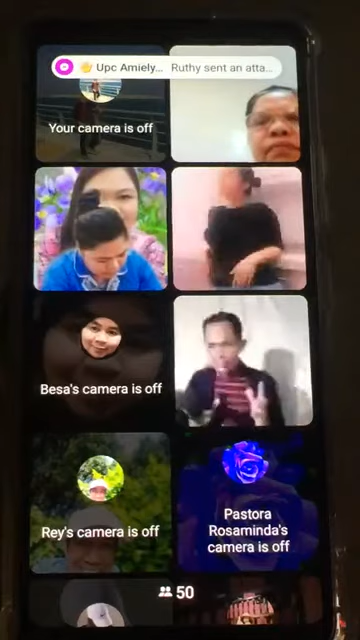 Upc Amiely... Ruthy sent an atta...
Your camera is off
Besa's camera is off
Rey's camera is off
Pastora
Rosaminda's
camera is off
50